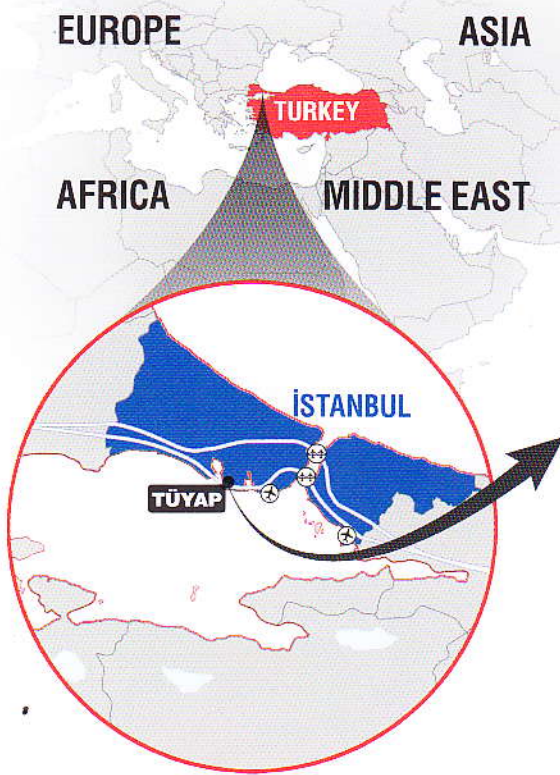 EUROPE
ASIA
TURKEY
AFRICA
MIDDLE EAST
İSTANBUL
TÜYAP